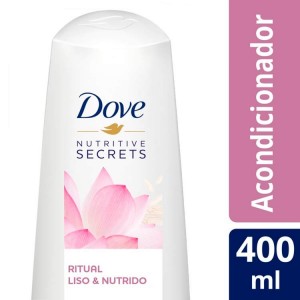 Dove
NUTRITIVE
SECRETS
RITUAL
LISO & NUTRIDO
Acondicionador
400
ml